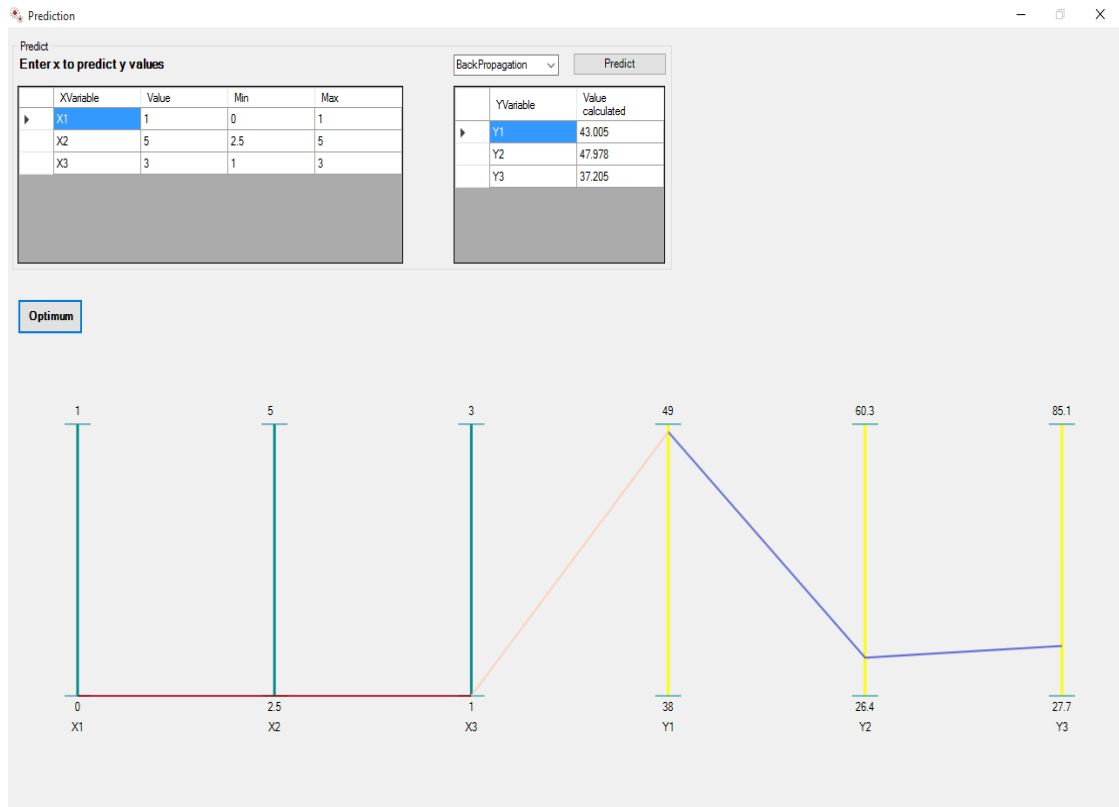 Prediction
Predict
Enter x to predict y values
BackPropagation
Predict
XVariable Value Min Max
X1 1 0 1
X2 5 2.5 5
X3 3 1 3
YVariable Value calculated
Y1 43.005
Y2 47.978
Y3 37.205
Optimum
1 5 3 49 60.3 85.1
0 2.5 1 38 26.4 27.7
X1 X2 X3 Y1 Y2 Y3